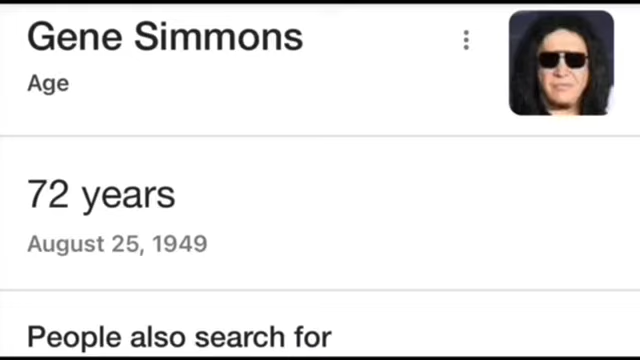 Gene Simmons
Age
72 years
August 25, 1949
People also search for